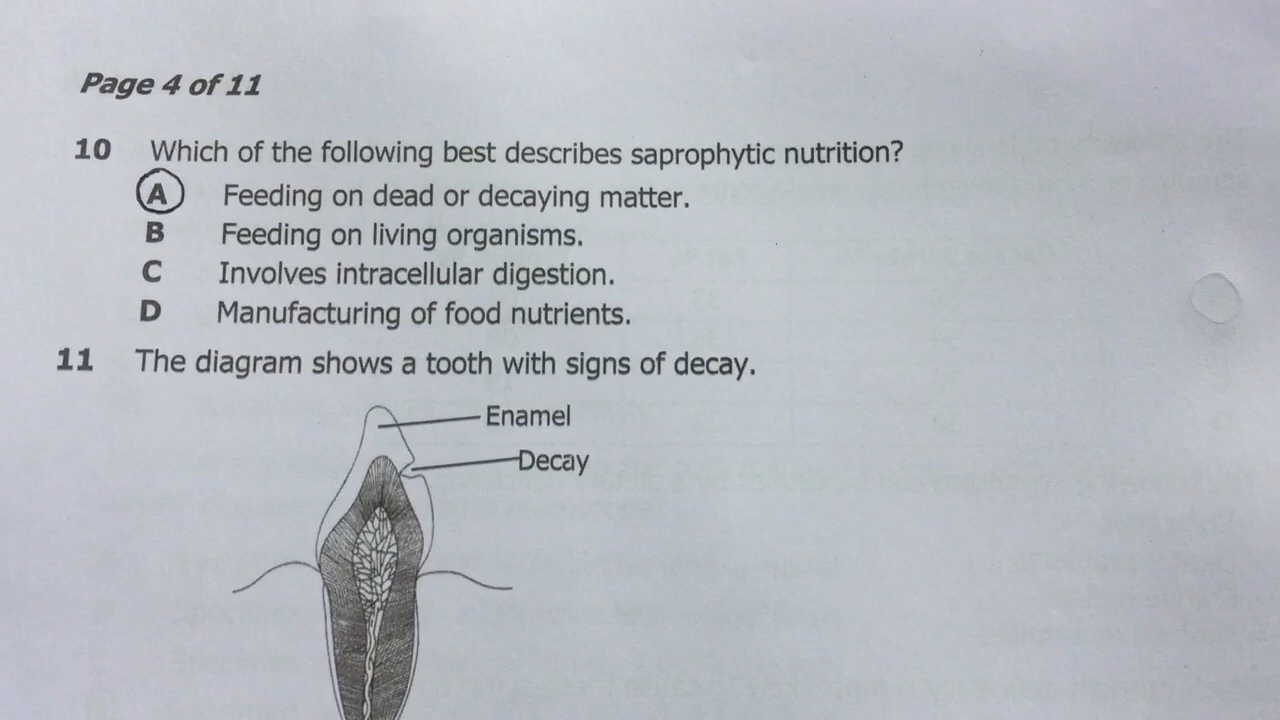 Page 4 of 11
10 Which of the following best describes saprophytic nutrition?
A Feeding on dead or decaying matter.
B Feeding on living organisms.
C Involves intracellular digestion.
D Manufacturing of food nutrients.
11 The diagram shows a tooth with signs of decay.
Enamel
Decay